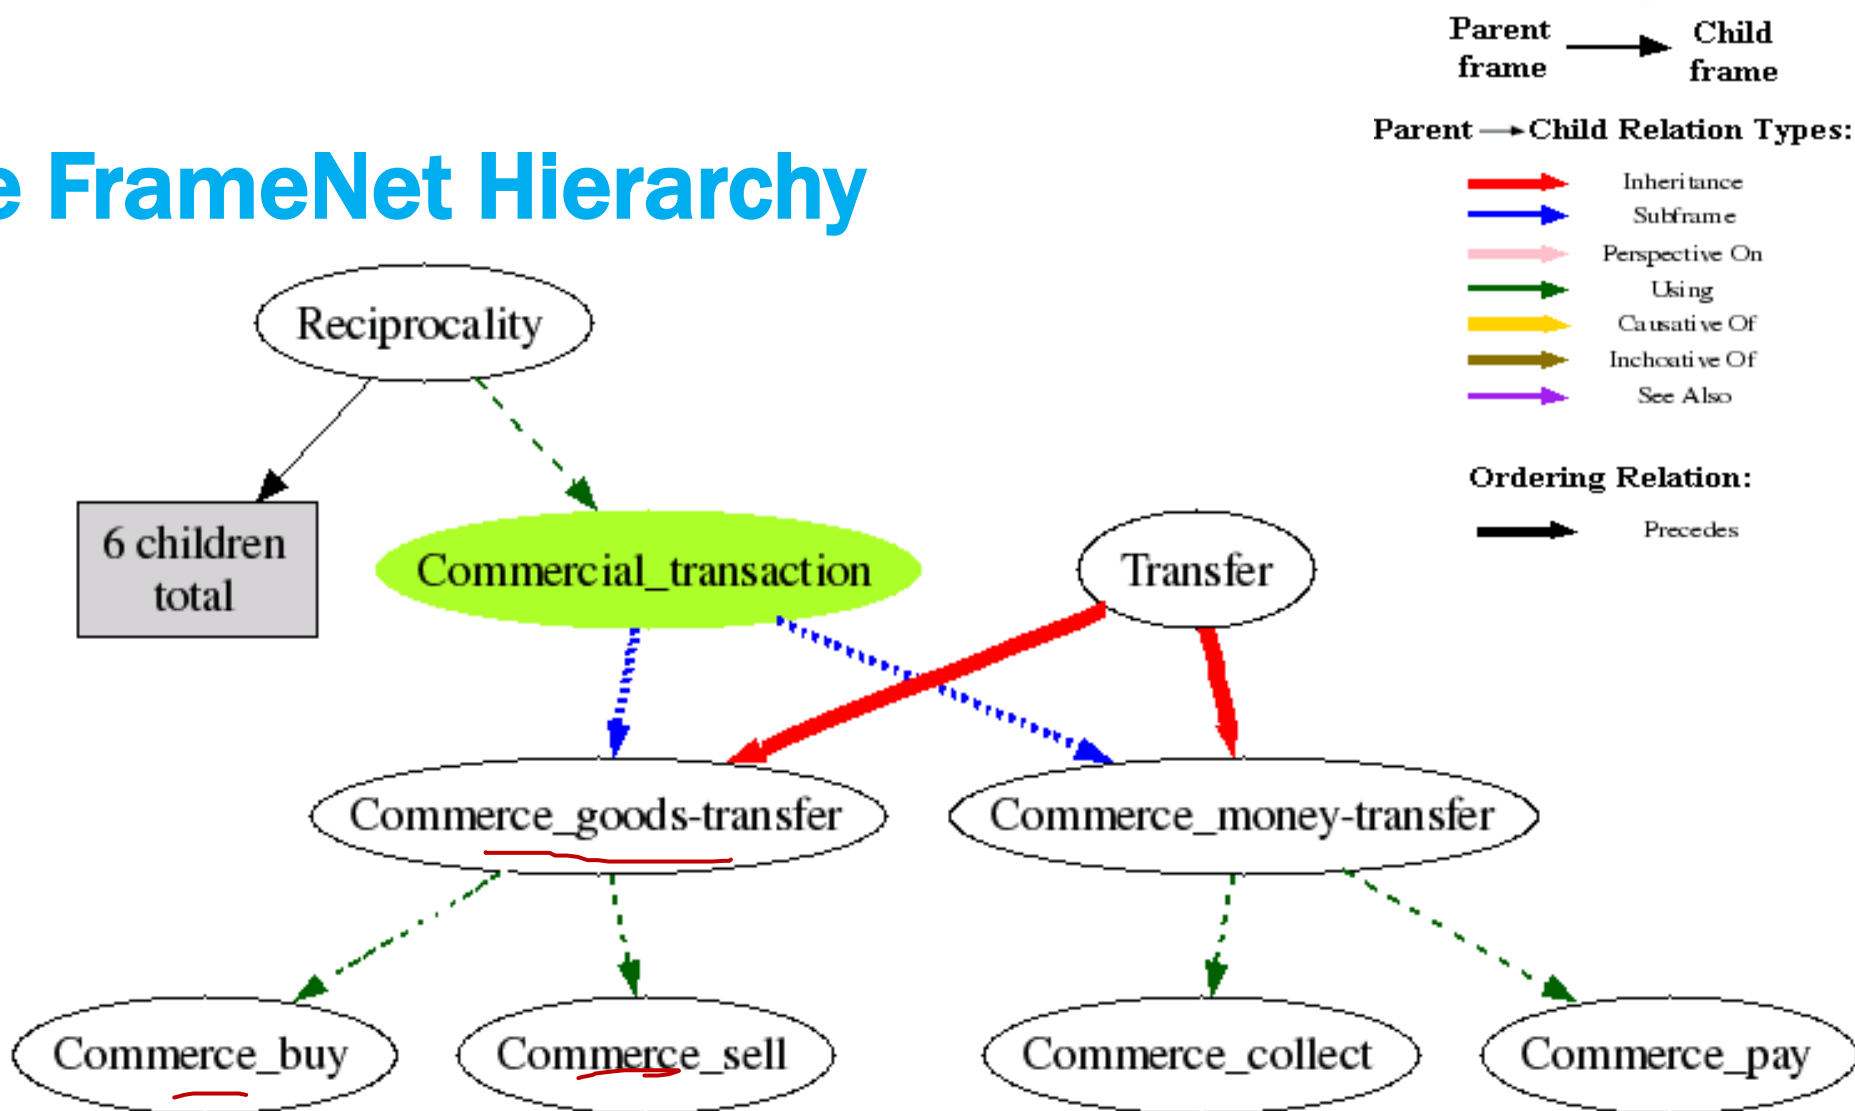 Parent
frame
Child
frame
Parent Child Relation Types:
e FrameNet Hierarchy
Inheritance
Subframe
Perspective On
Using
Causative Of
Inchoative Of
See Also
Ordering Relation:
Precedes
Reciprocality
6 children
total
Commercial_transaction
Transfer
Commerce_goods-transfer
Commerce_money-transfer
Commerce_buy
Commerce_sell
Commerce_collect
Commerce_pay